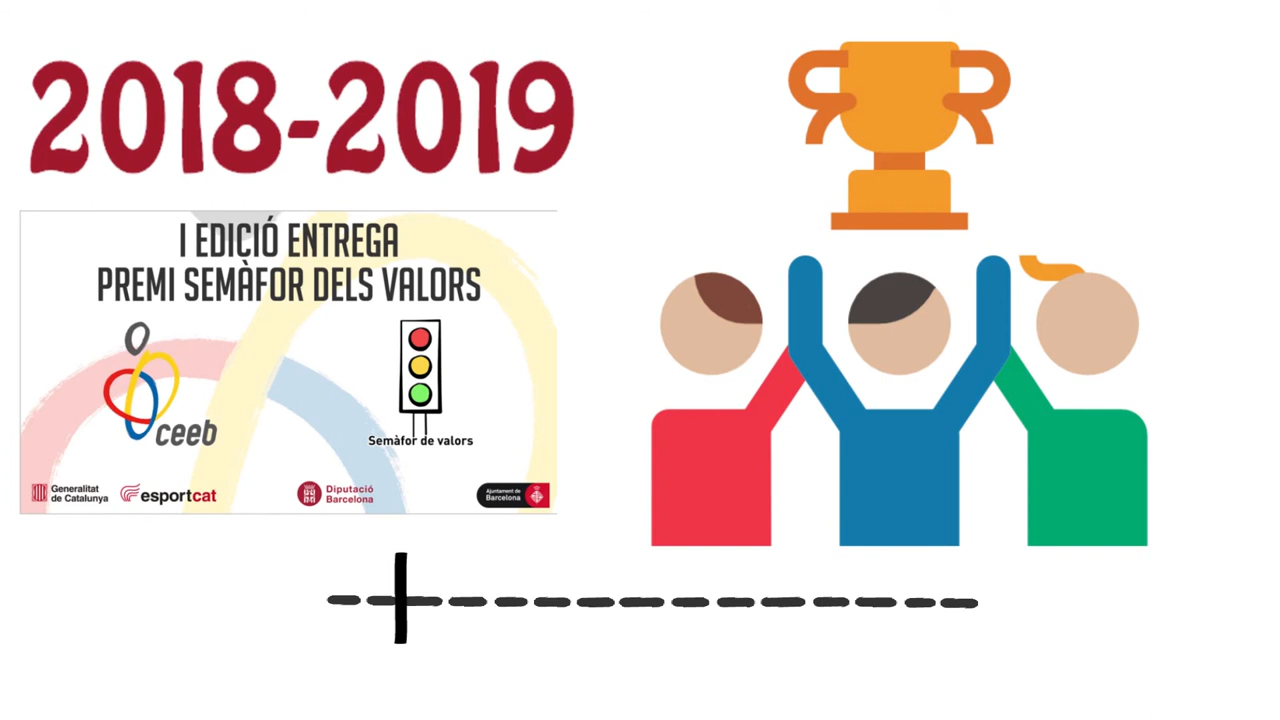 2018-2019
I EDICIÓ ENTREGA
PREMI SEMÀFOR DELS VALORS
ceeb
Semàfor de valors
Generalitat
de Catalunya
esportcat
Diputació
Barcelona
Ajuntament de
Barcelona